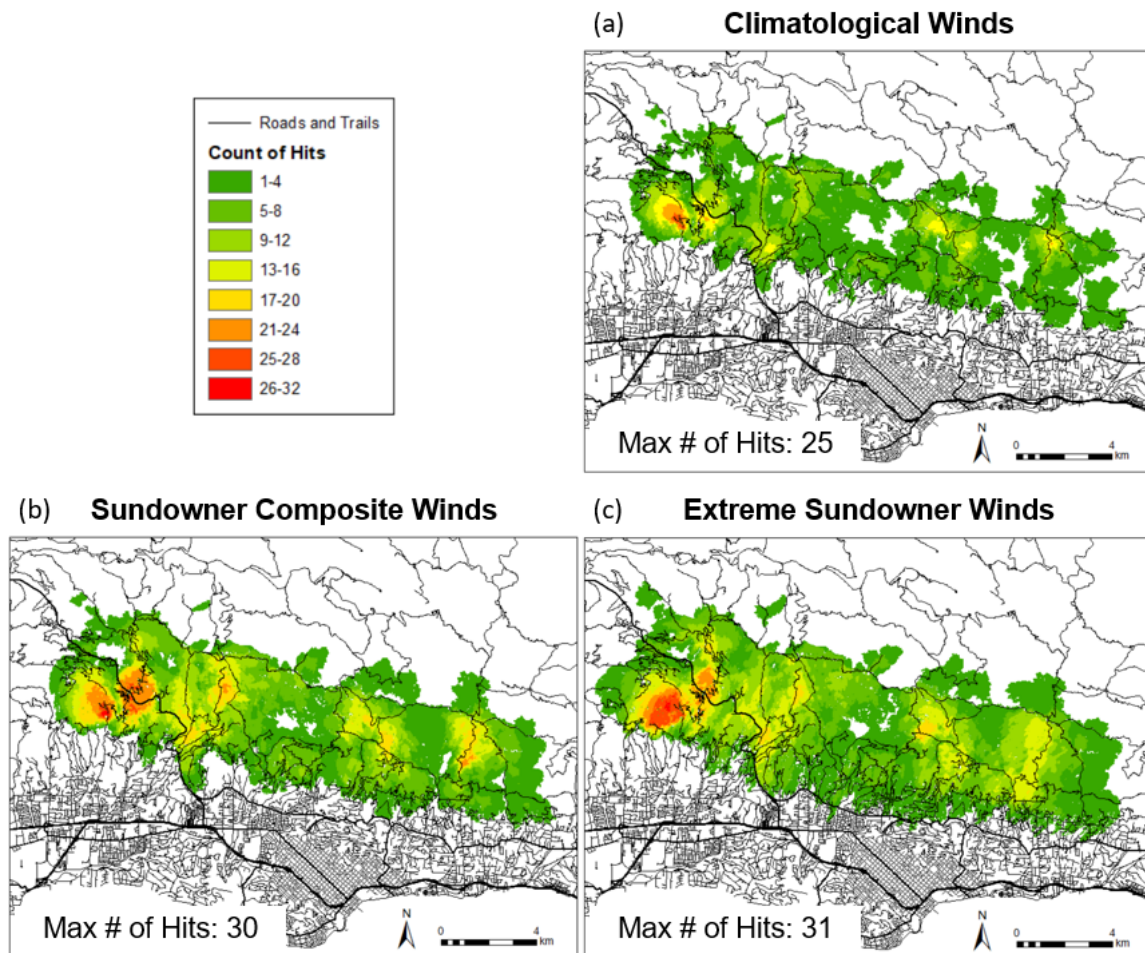 (a) Climatological Winds
Roads and Trails
Count of Hits
1-4
5-8
9-12
13-16
17-20
21-24
25-28
26-32
Max # of Hits: 25
N
0 4
km
(b) Sundowner Composite Winds
Max # of Hits: 30
N
0 4
km
(c) Extreme Sundowner Winds
Max # of Hits: 31
N
0 4
km